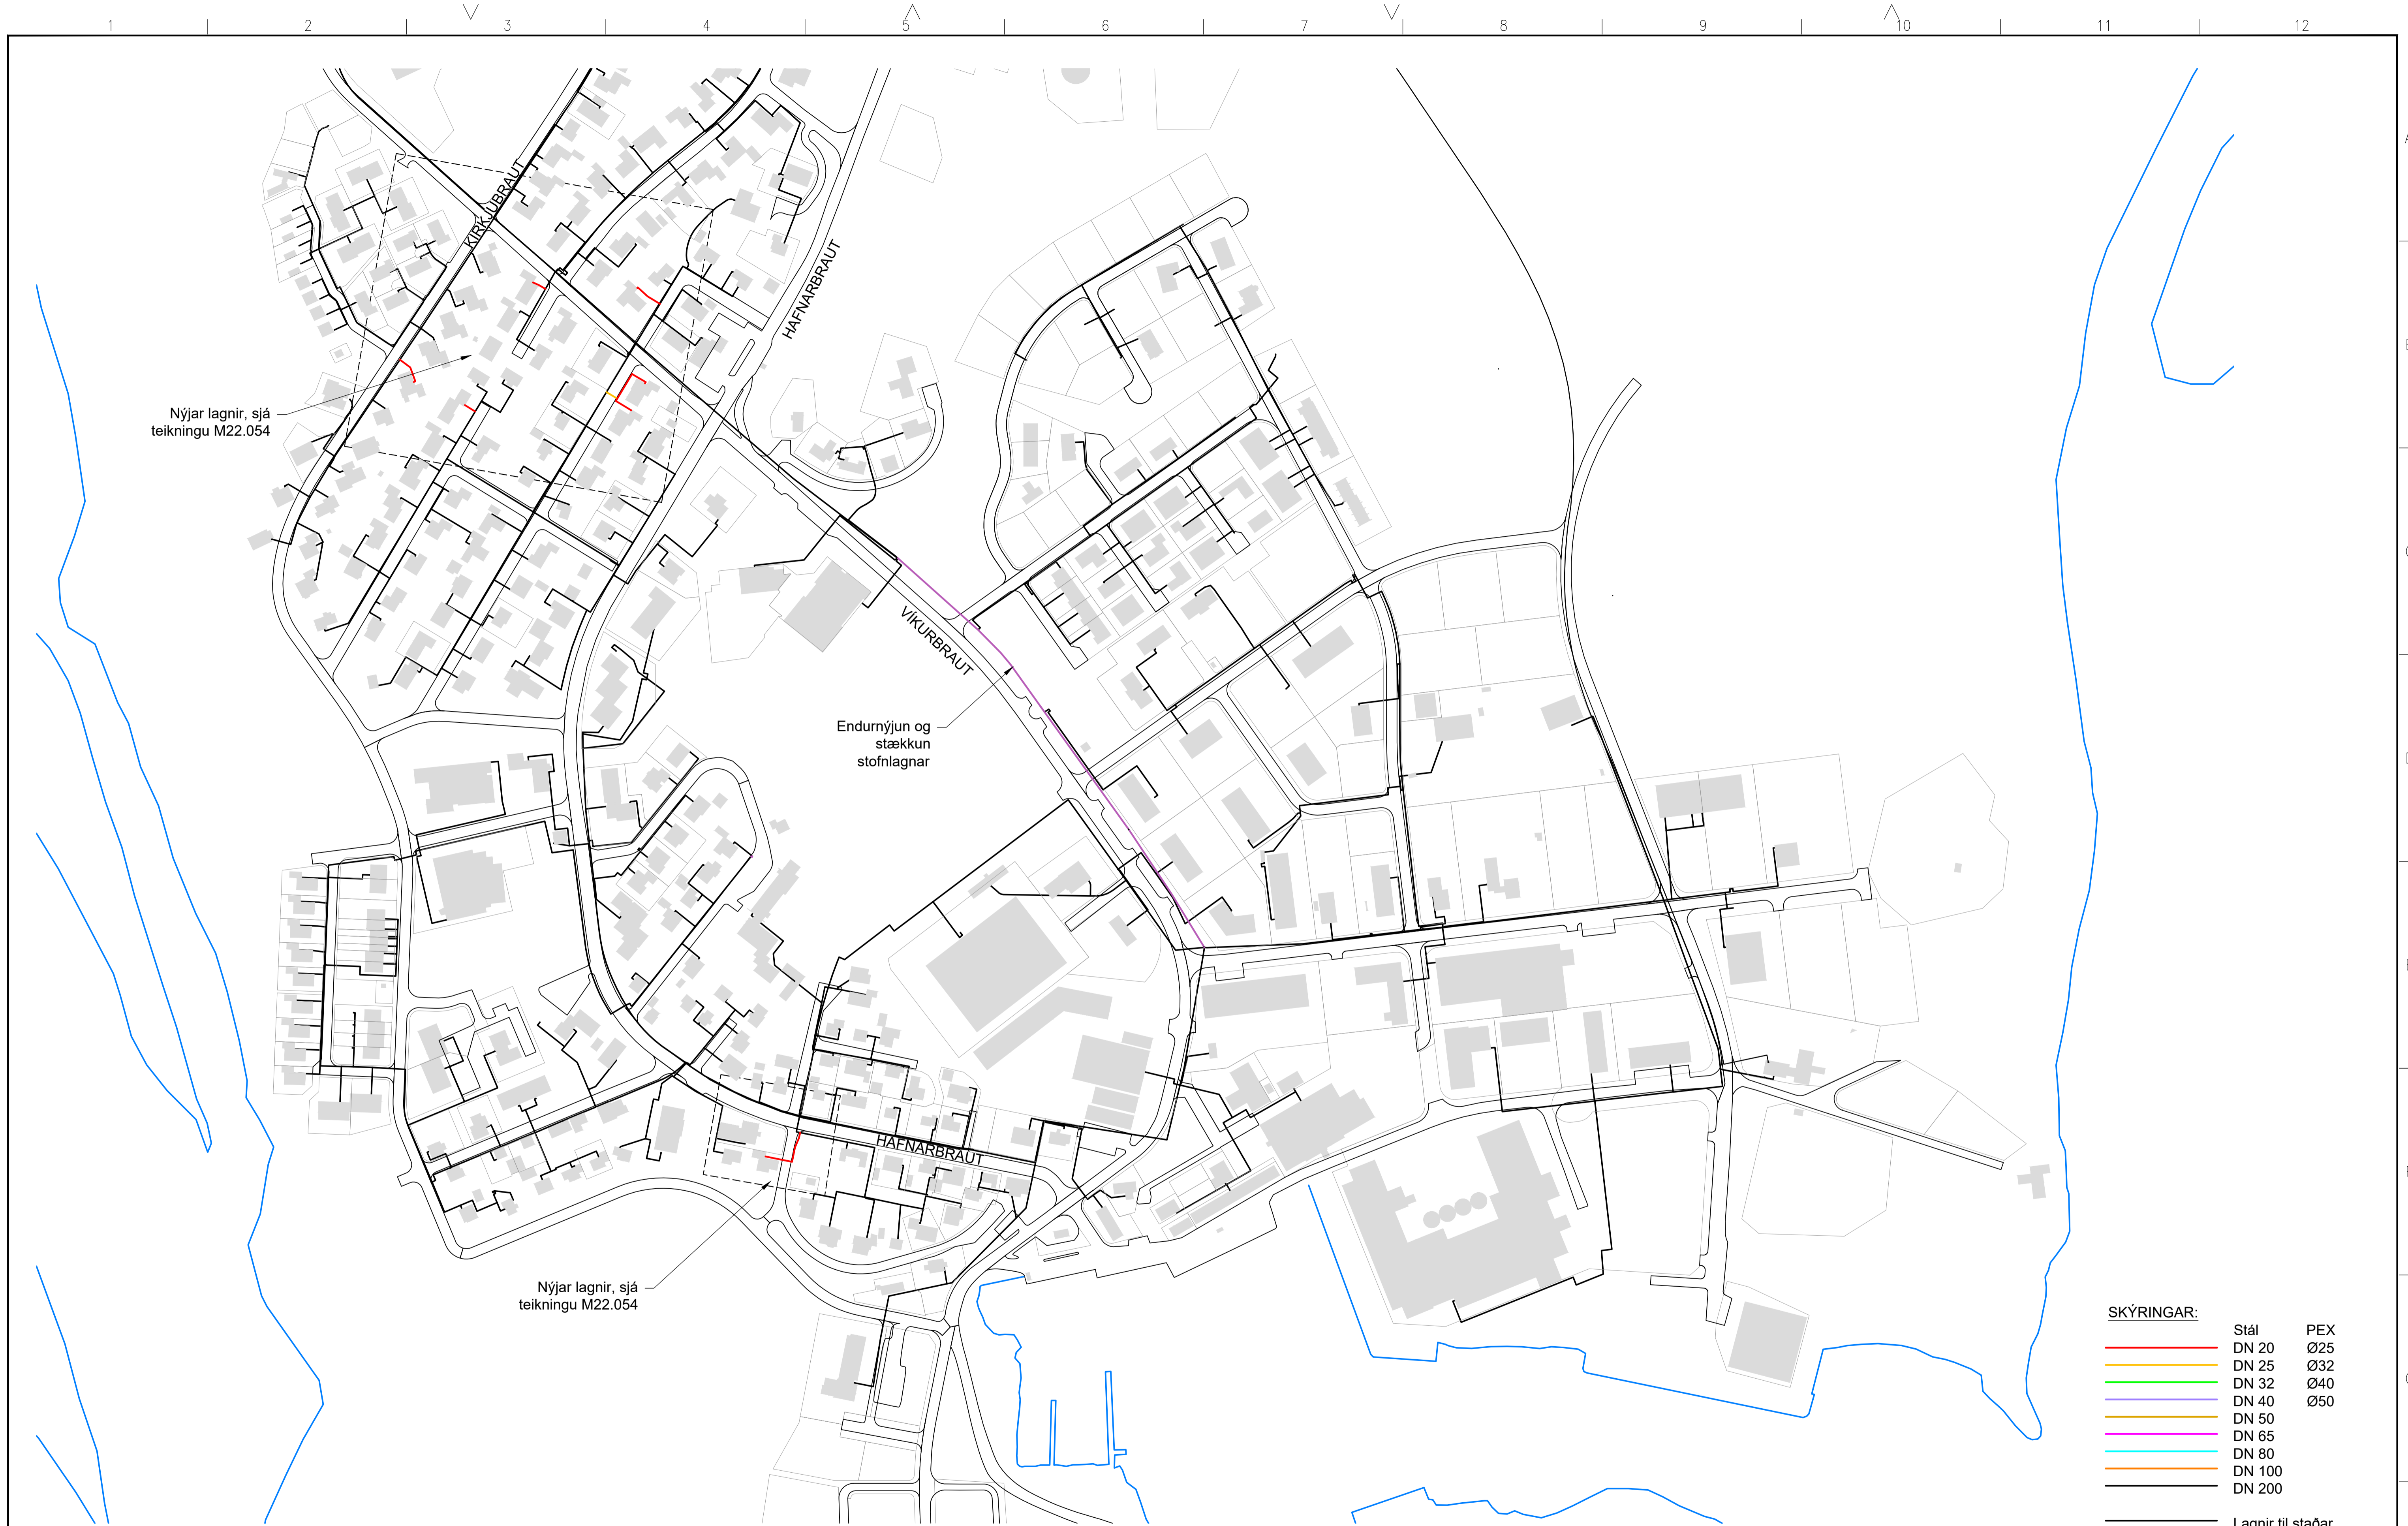 1 2 3 4 5 6 7 8 9 10 11 12
KIRKJUBRAUT
HAFNARBRAUT
Nýjar lagnir, sjá
teikningu M22.054
VÍKURBRAUT
Endurnýjun og
stækkun
stofnlagnar
HAFNARBRAUT
Nýjar lagnir, sjá
teikningu M22.054
SKÝRINGAR:
Stál PEX
DN 20 Ø25
DN 25 Ø32
DN 32 Ø40
DN 40 Ø50
DN 50
DN 65
DN 80
DN 100
DN 200
Lagnir til staðar